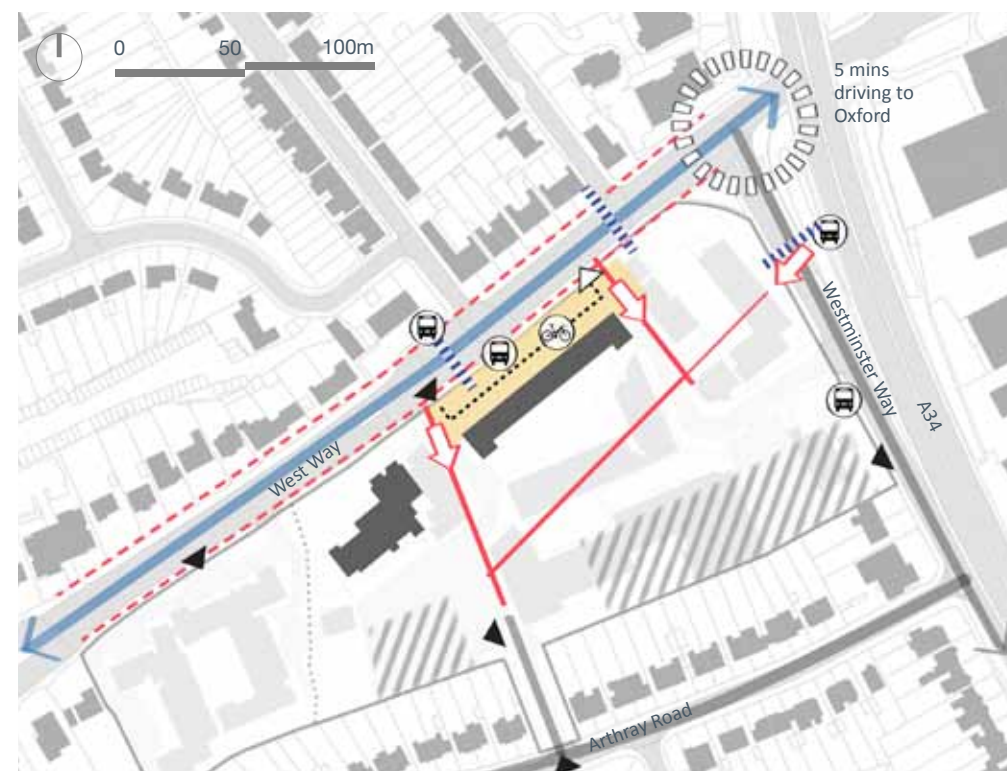 0 50 100m
5 mins
driving to
Oxford
Westminster Way
A34
West Way
Arthray Road